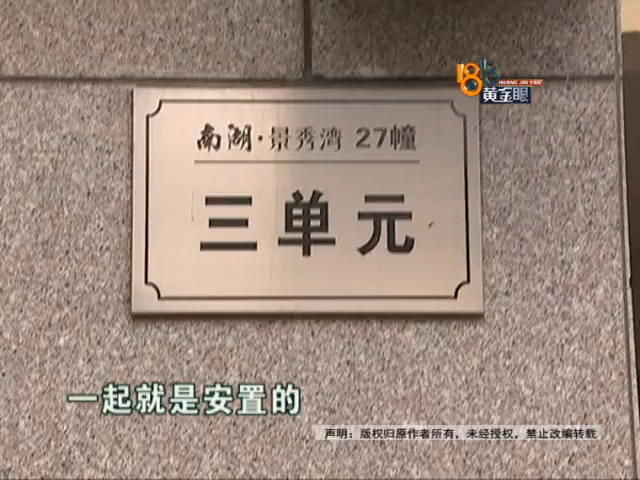 18
黄金眼
南湖·景秀湾 27幢
三单元
一起就是安置的
声明：版权归原作者所有，未经授权，禁止改编转载